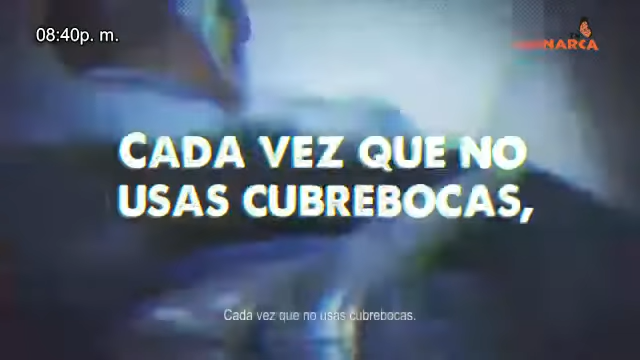 08:40p. m.
NARCA
CADA VEZ QUE NO
USAS CUBREBOCAS,
Cada vez que no usas cubrebocas.